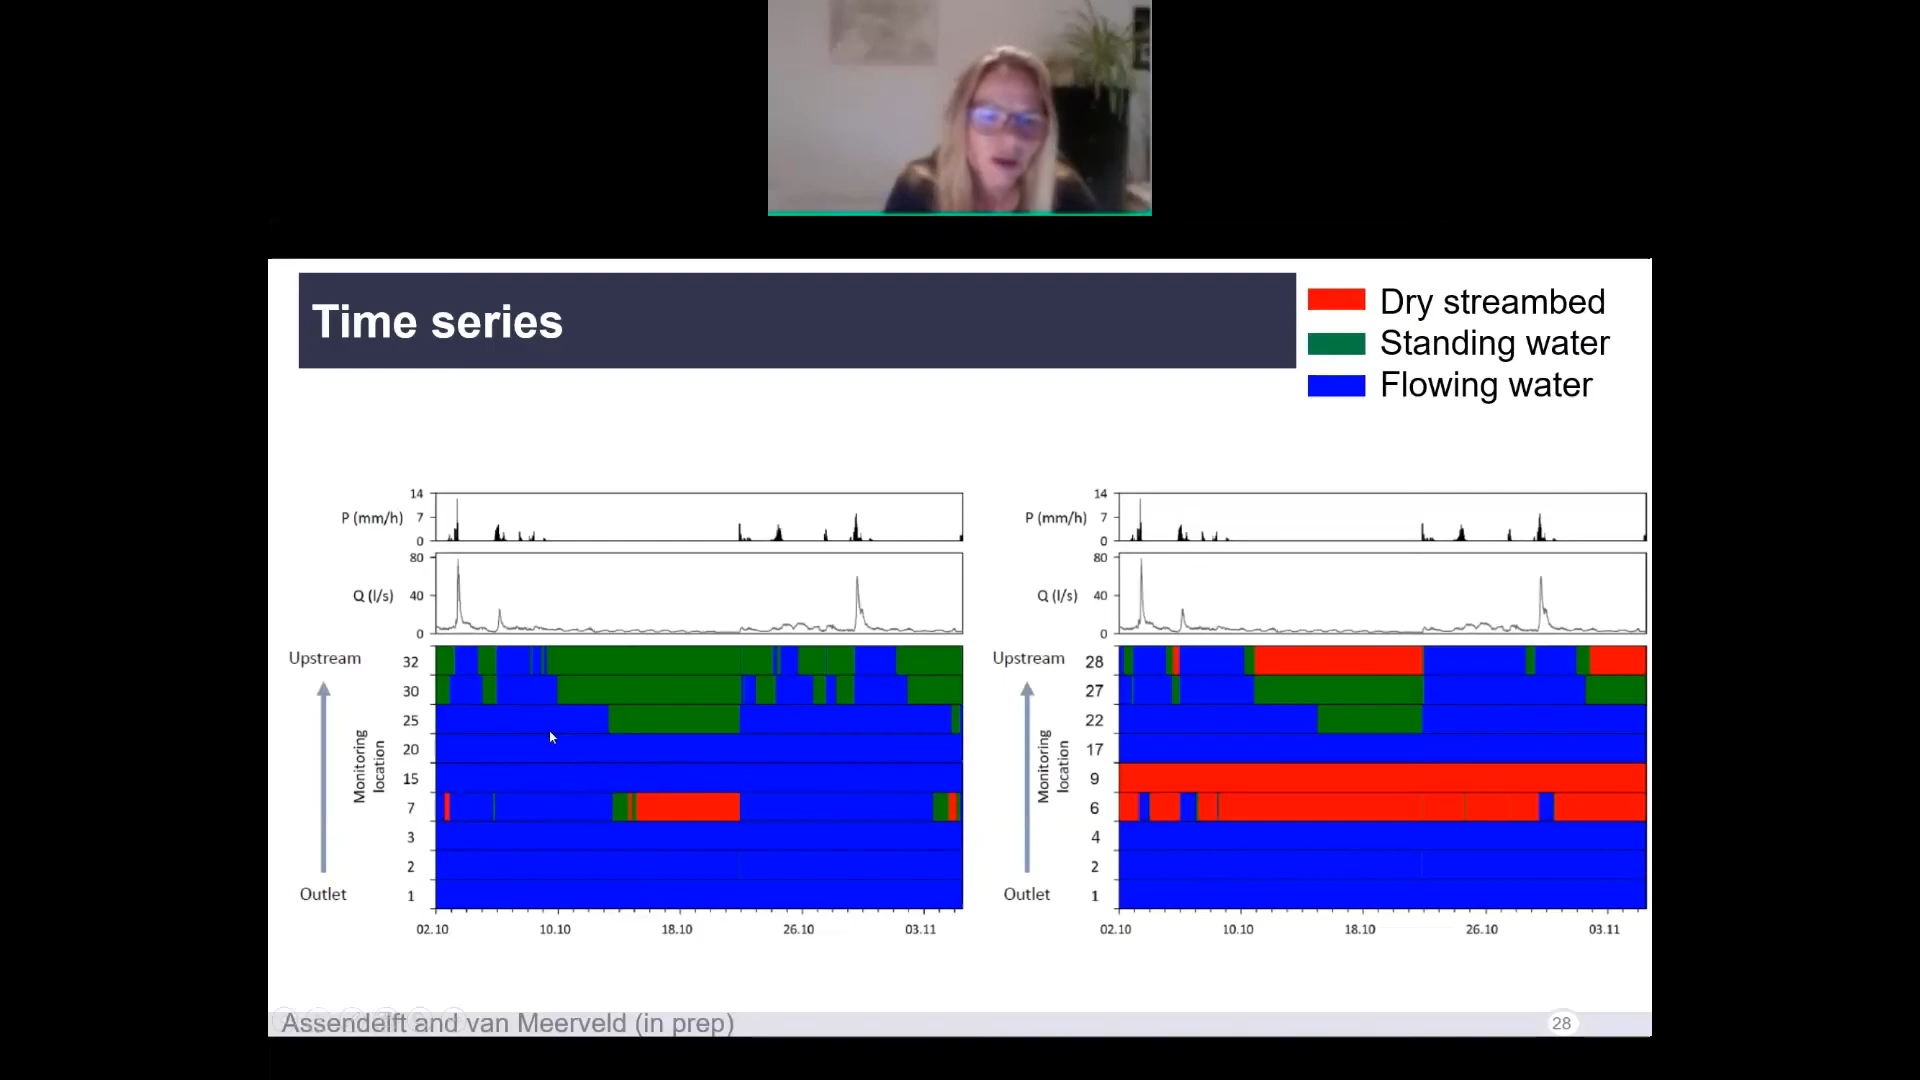 Time series
Dry streambed
Standing water
Flowing water
14
P (mm/h) 7
0
80
Q (l/s) 40
0
Upstream
32
30
25
20
15
7
3
2
1
Monitoring
location
Outlet
02.10 10.10 18.10 26.10 03.11
14
P (mm/h) 7
0
80
Q (l/s) 40
0
Upstream
28
27
22
17
9
6
4
2
1
Monitoring
location
Outlet
02.10 10.10 18.10 26.10 03.11
Assendelft and van Meerveld (in prep)
28